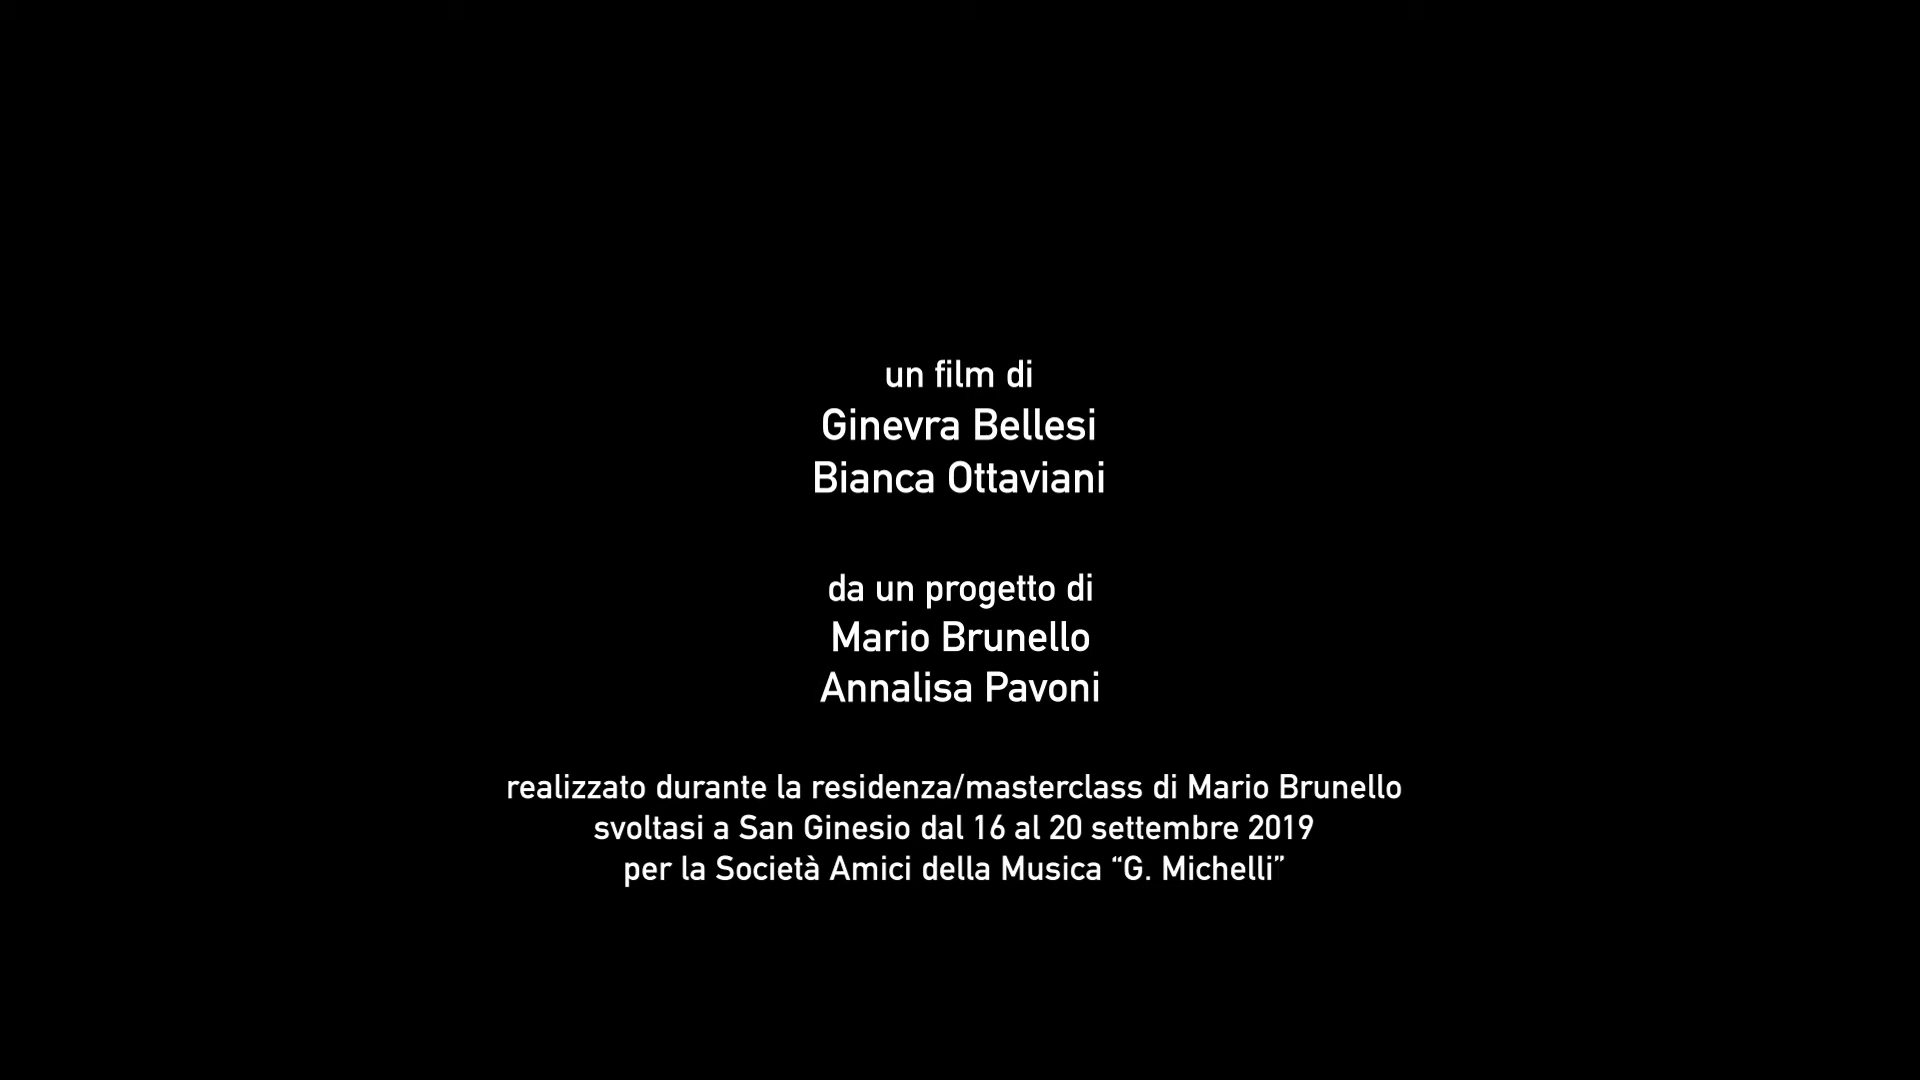 un film di
Ginevra Bellesi
Bianca Ottaviani
da un progetto di
Mario Brunello
Annalisa Pavoni
realizzato durante la residenza/masterclass di Mario Brunello
svoltasi a San Ginesio dal 16 al 20 settembre 2019
per la Società Amici della Musica “G. Michelli”